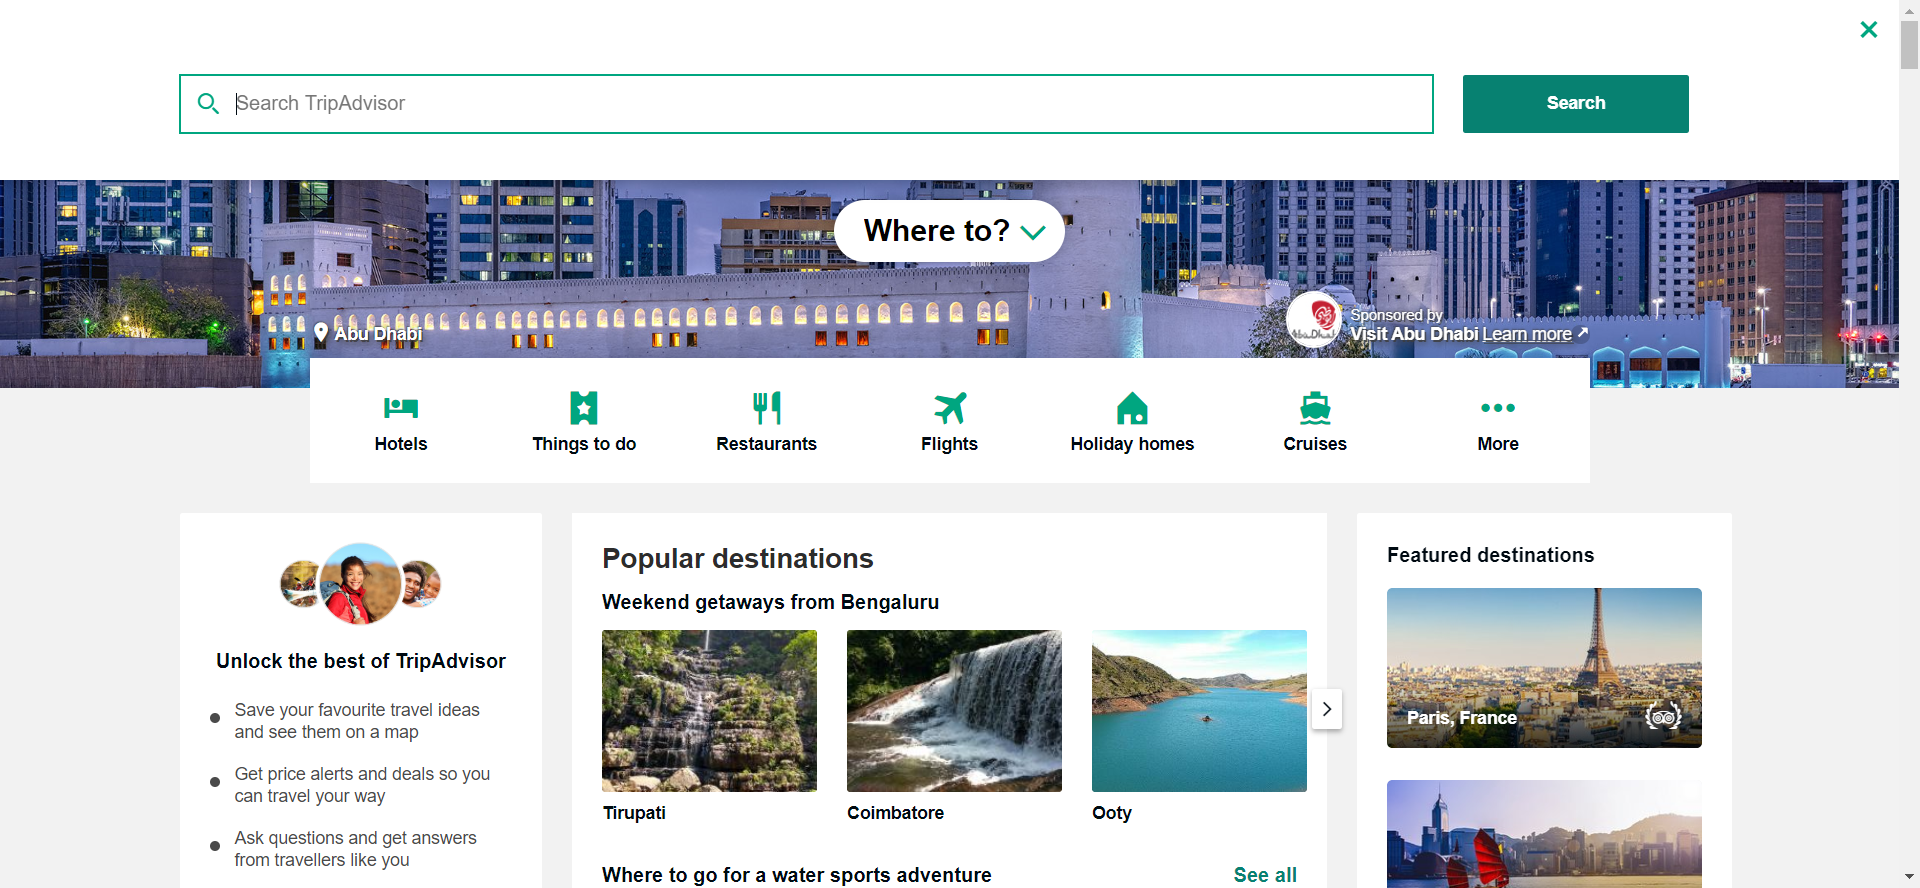 Search TripAdvisor
Search
Where to?
Abu Dhabi
Sponsored by
Visit Abu Dhabi Learn more
Hotels
Things to do
Restaurants
Flights
Holiday homes
Cruises
More
Unlock the best of TripAdvisor
Save your favourite travel ideas
and see them on a map
Get price alerts and deals so you
can travel your way
Ask questions and get answers
from travellers like you
Popular destinations
Weekend getaways from Bengaluru
Tirupati
Coimbatore
Ooty
Where to go for a water sports adventure
See all
Featured destinations
Paris, France